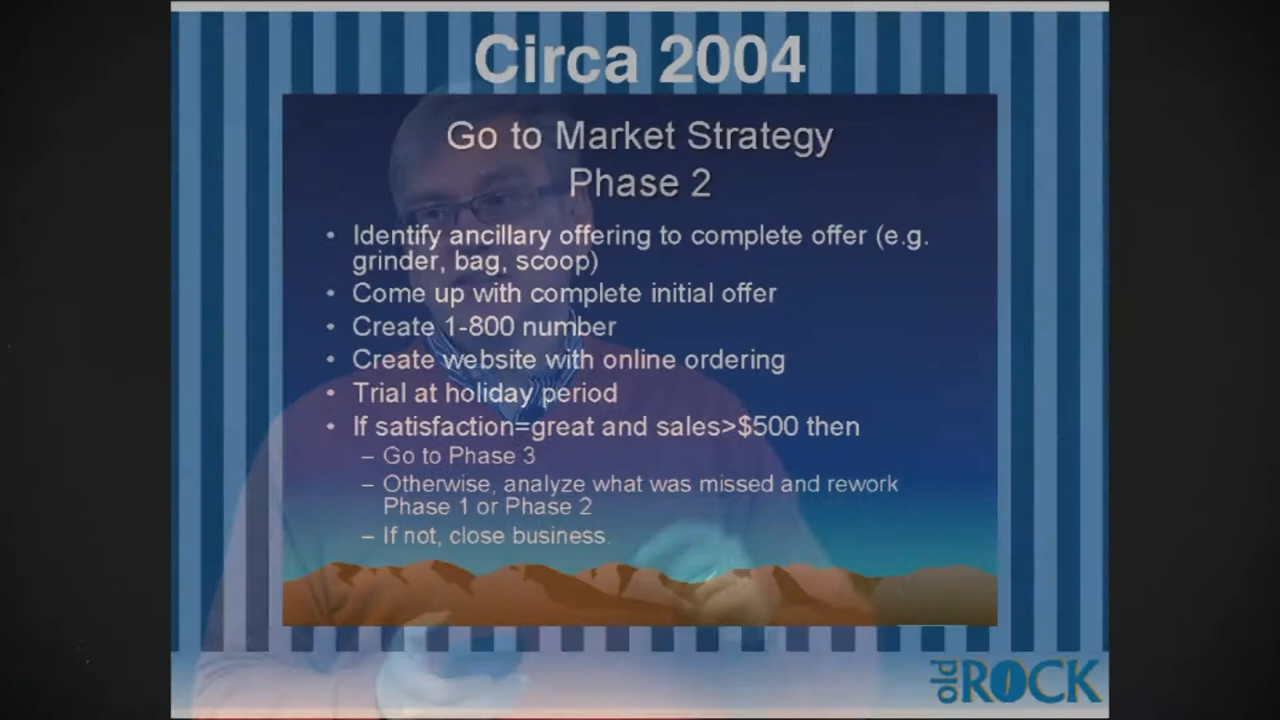 Circa 2004
Go to Market Strategy
Phase 2
• Identify ancillary offering to complete offer (e.g.
grinder, bag, scoop)
• Come up with complete initial offer
• Create 1-800 number
• Create website with online ordering
• Trial at holiday period
• If satisfaction=great and sales>$500 then
– Go to Phase 3
– Otherwise, analyze what was missed and rework
Phase 1 or Phase 2
– If not, close business.
old ROCK